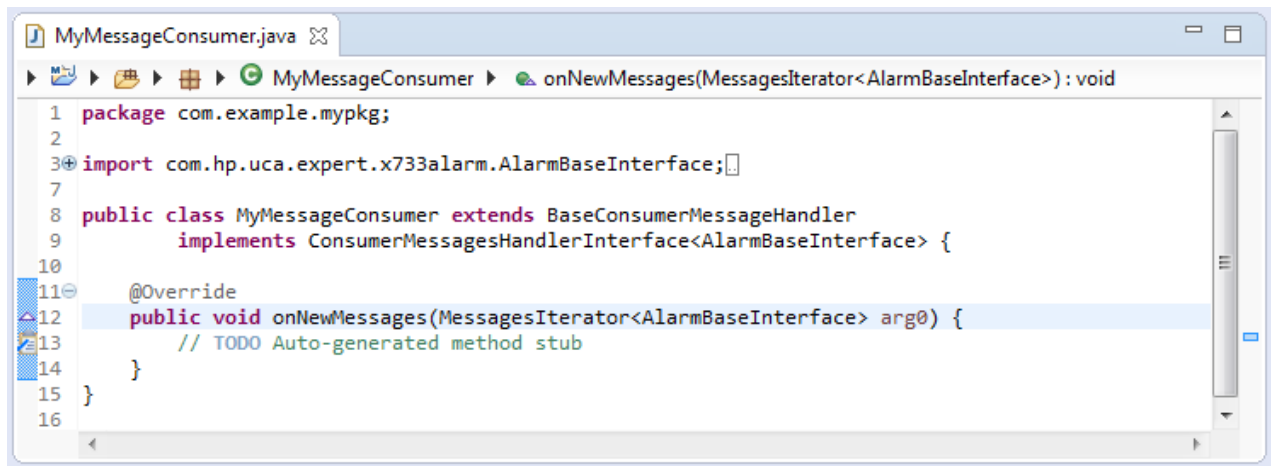 MyMessageConsumer.java
MyMessageConsumer onNewMessages(MessagesIterator<AlarmBaseInterface>) : void
1 package com.example.mypkg;
2
3 import com.hp.uca.expert.x733alarm.AlarmBaseInterface;
7
8 public class MyMessageConsumer extends BaseConsumerMessageHandler
9 implements ConsumerMessagesHandlerInterface<AlarmBaseInterface> {
10
11 @Override
12 public void onNewMessages(MessagesIterator<AlarmBaseInterface> arg0) {
13 // TODO Auto-generated method stub
14 }
15 }
16